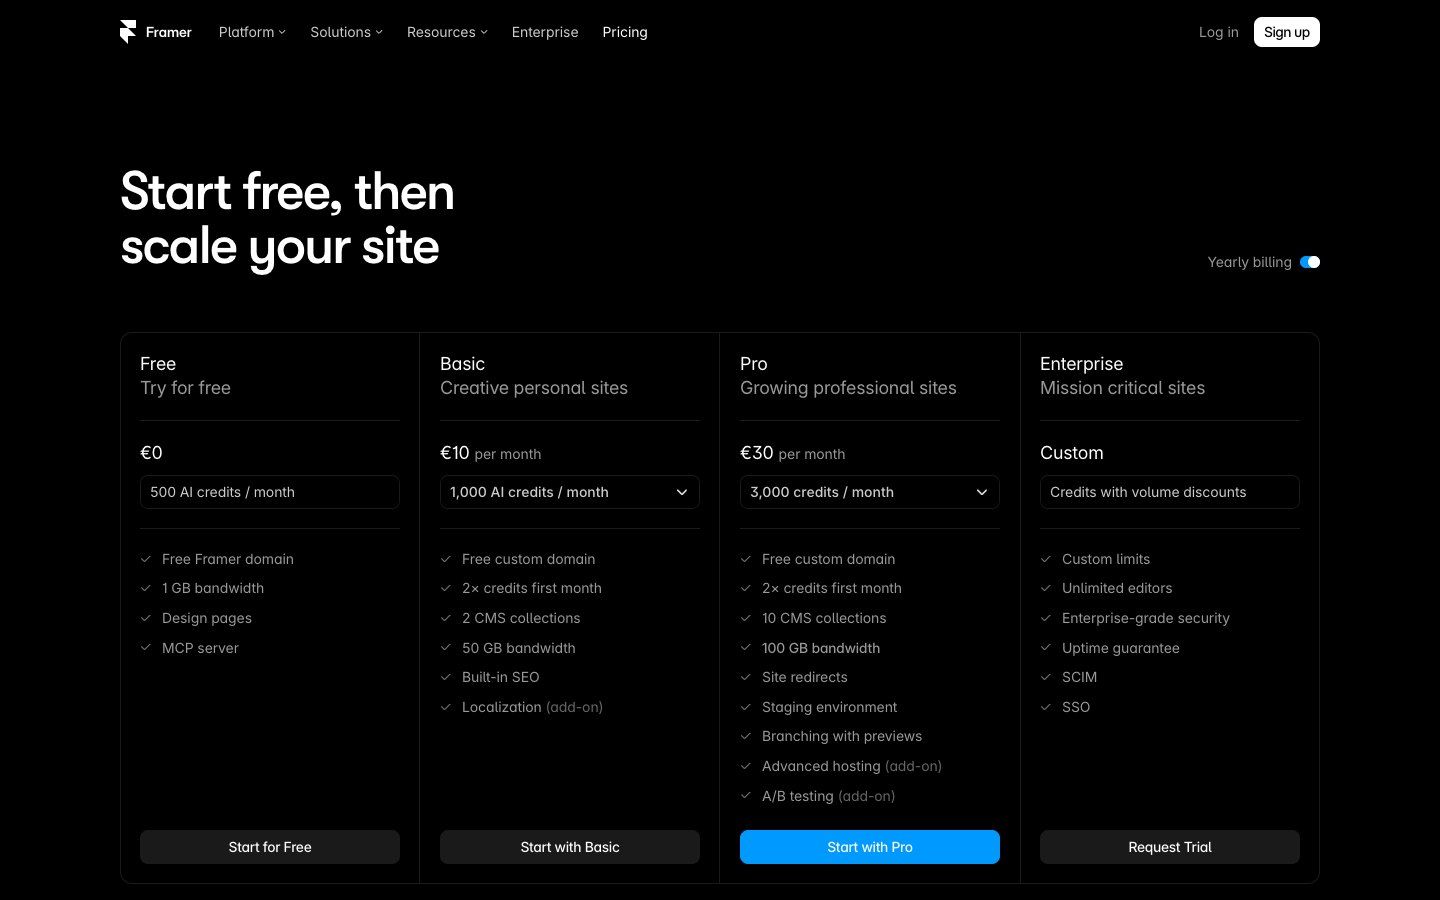 Framer
Platform
Solutions
Resources
Enterprise
Pricing
Log in
Sign up
Start free, then
scale your site
Yearly billing
Free
Try for free
€0
500 AI credits / month
Free Framer domain
1 GB bandwidth
Design pages
MCP server
Start for Free
Basic
Creative personal sites
€10 per month
1,000 AI credits / month
Free custom domain
2× credits first month
2 CMS collections
50 GB bandwidth
Built-in SEO
Localization (add-on)
Start with Basic
Pro
Growing professional sites
€30 per month
3,000 credits / month
Free custom domain
2× credits first month
10 CMS collections
100 GB bandwidth
Site redirects
Staging environment
Branching with previews
Advanced hosting (add-on)
A/B testing (add-on)
Start with Pro
Enterprise
Mission critical sites
Custom
Credits with volume discounts
Custom limits
Unlimited editors
Enterprise-grade security
Uptime guarantee
SCIM
SSO
Request Trial